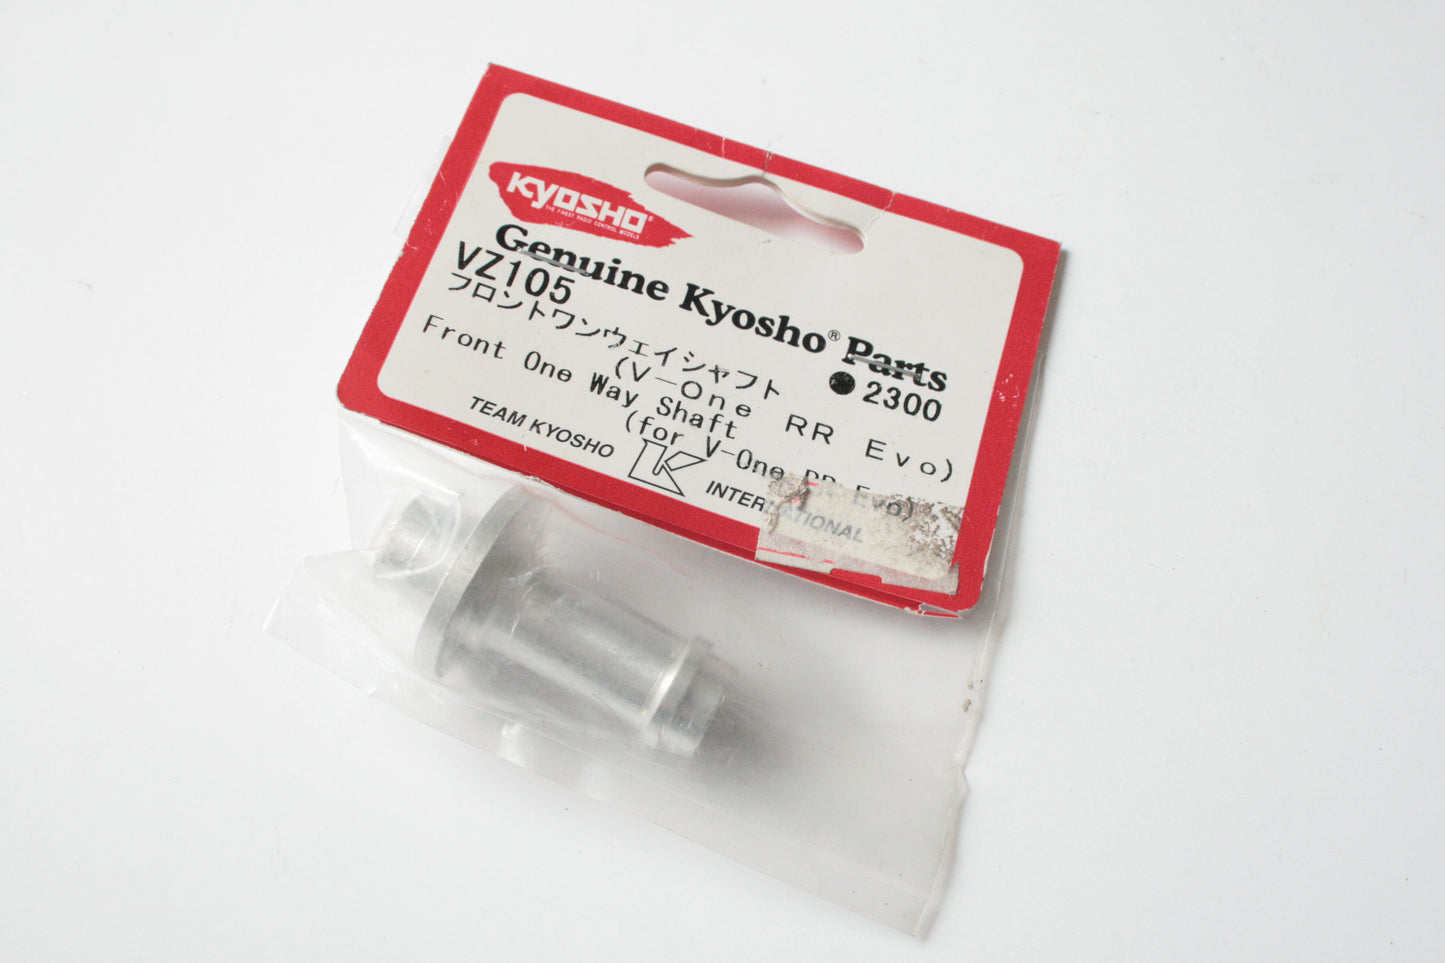 KYOSHO®
THE FINEST RADIO CONTROL MODELS
Genuine Kyosho® Parts
VZ105
●2300
フロントワンウェイシャフト
(V-One RR Evo)
Front One Way Shaft
(for V-One RR Evo)
TEAM KYOSHO K INTERNATIONAL